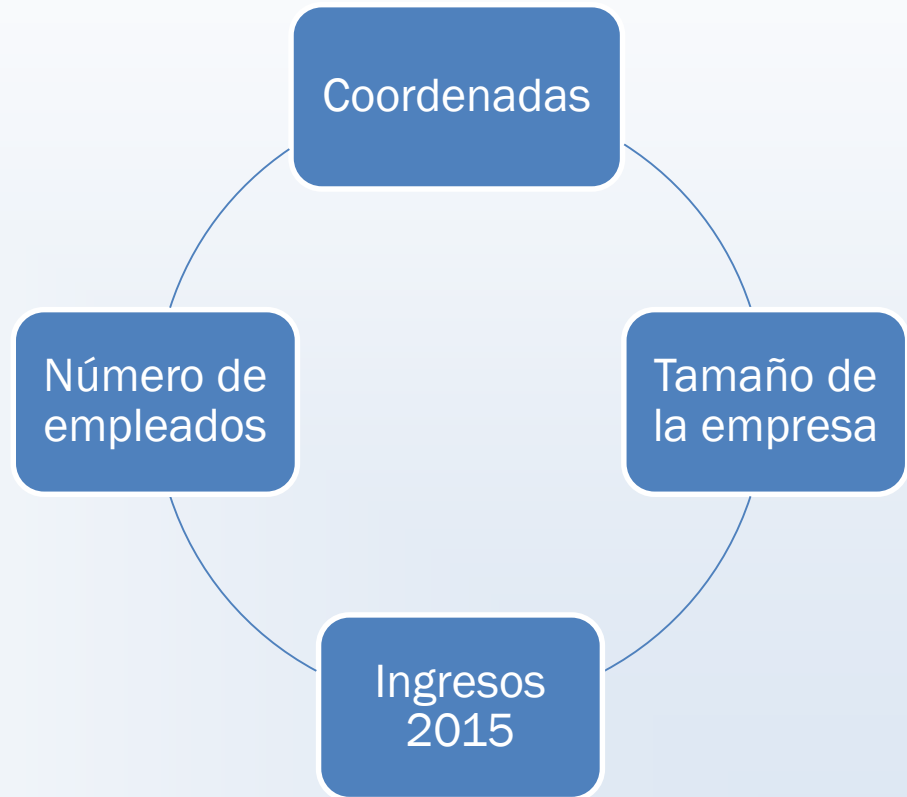 Coordenadas
Número de
empleados
Tamaño de
la empresa
Ingresos
2015